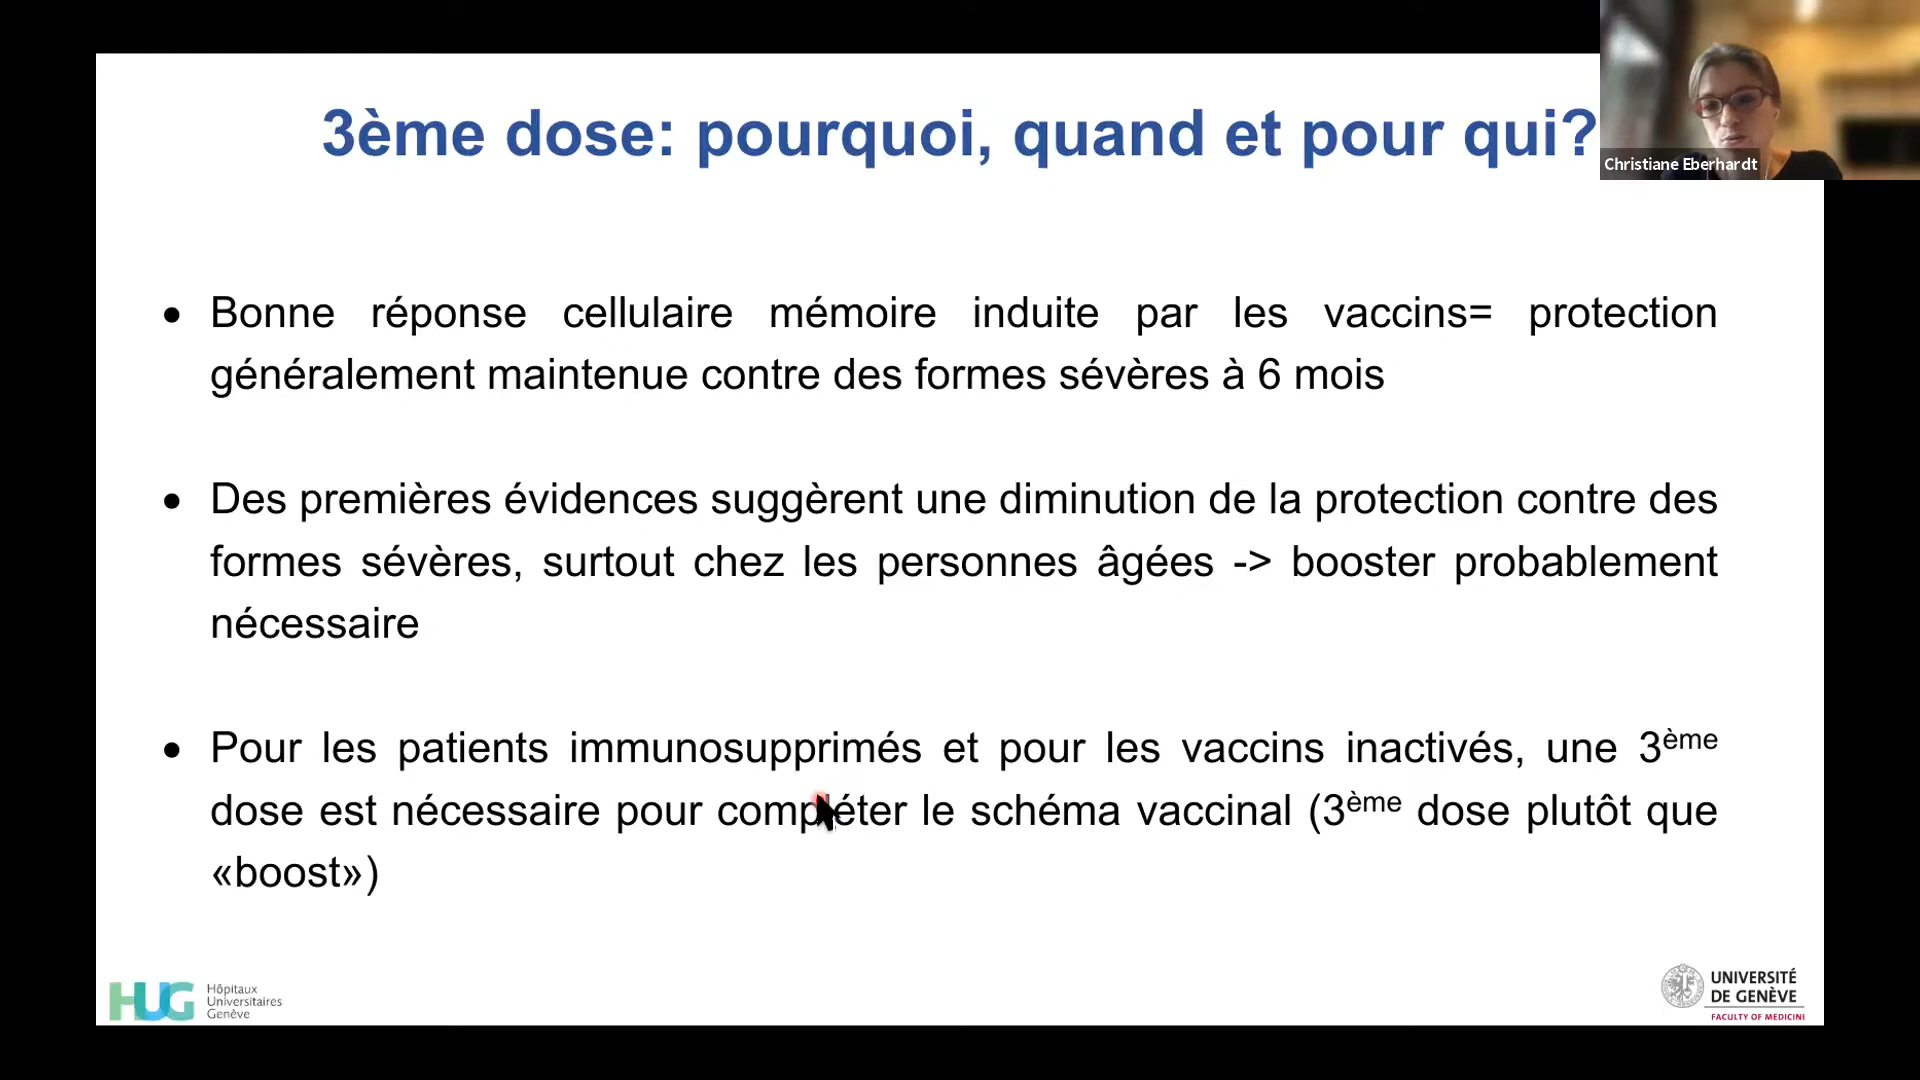 3ème dose: pourquoi, quand et pour qui?
Christiane Eberhardt
• Bonne réponse cellulaire mémoire induite par les vaccins= protection
généralement maintenue contre des formes sévères à 6 mois
• Des premières évidences suggèrent une diminution de la protection contre des
formes sévères, surtout chez les personnes âgées -> booster probablement
nécessaire
• Pour les patients immunosupprimés et pour les vaccins inactivés, une 3ème
dose est nécessaire pour compléter le schéma vaccinal (3ème dose plutôt que
«boost»)
HUG
Hôpitaux
Universitaires
Genève
UNIVERSITÉ
DE GENÈVE
FACULTY OF MEDICINE